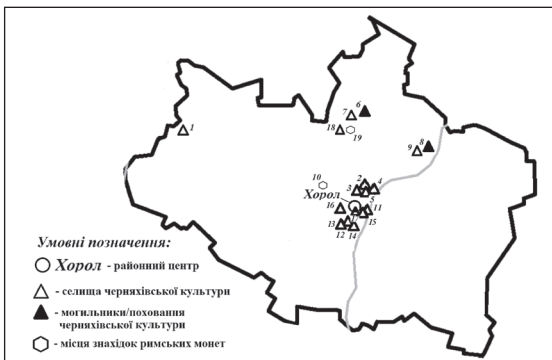 1
7
6
18
19
9
8
10
2
3
4
Хорол
5
16
11
15
13
12
14
Умовні позначення:
Хорол - районний центр
- селища черняхівської культури
- могильники/поховання
черняхівської культури
- місця знахідок римських монет